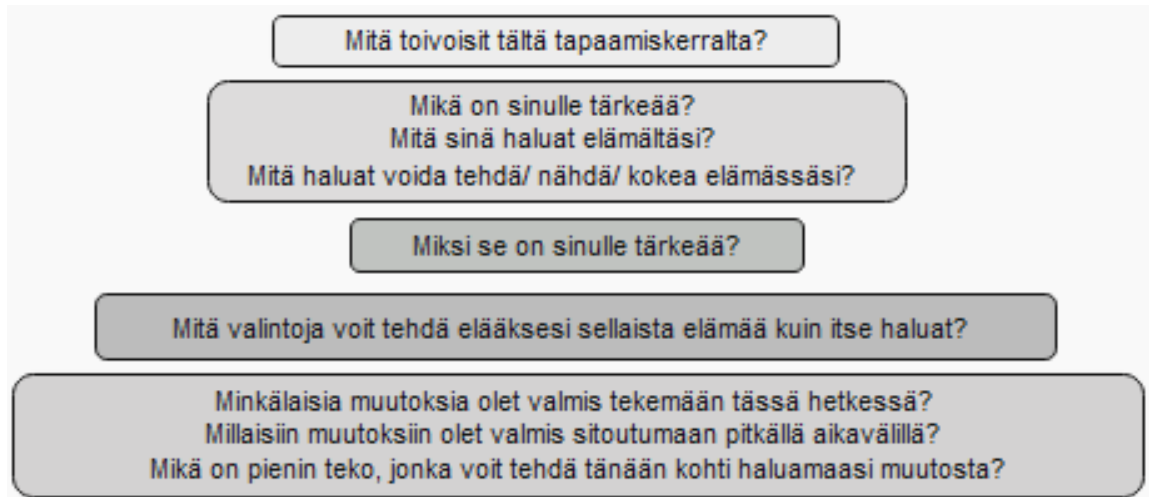 Mitä toivoisit tältä tapaamiskerralta?
Mikä on sinulle tärkeää?
Mitä sinä haluat elämältäsi?
Mitä haluat voida tehdä/ nähdä/ kokea elämässäsi?
Miksi se on sinulle tärkeää?
Mitä valintoja voit tehdä elääksesi sellaista elämää kuin itse haluat?
Minkälaisia muutoksia olet valmis tekemään tässä hetkessä?
Millaisiin muutoksiin olet valmis sitoutumaan pitkällä aikavälillä?
Mikä on pienin teko, jonka voit tehdä tänään kohti haluamaasi muutosta?